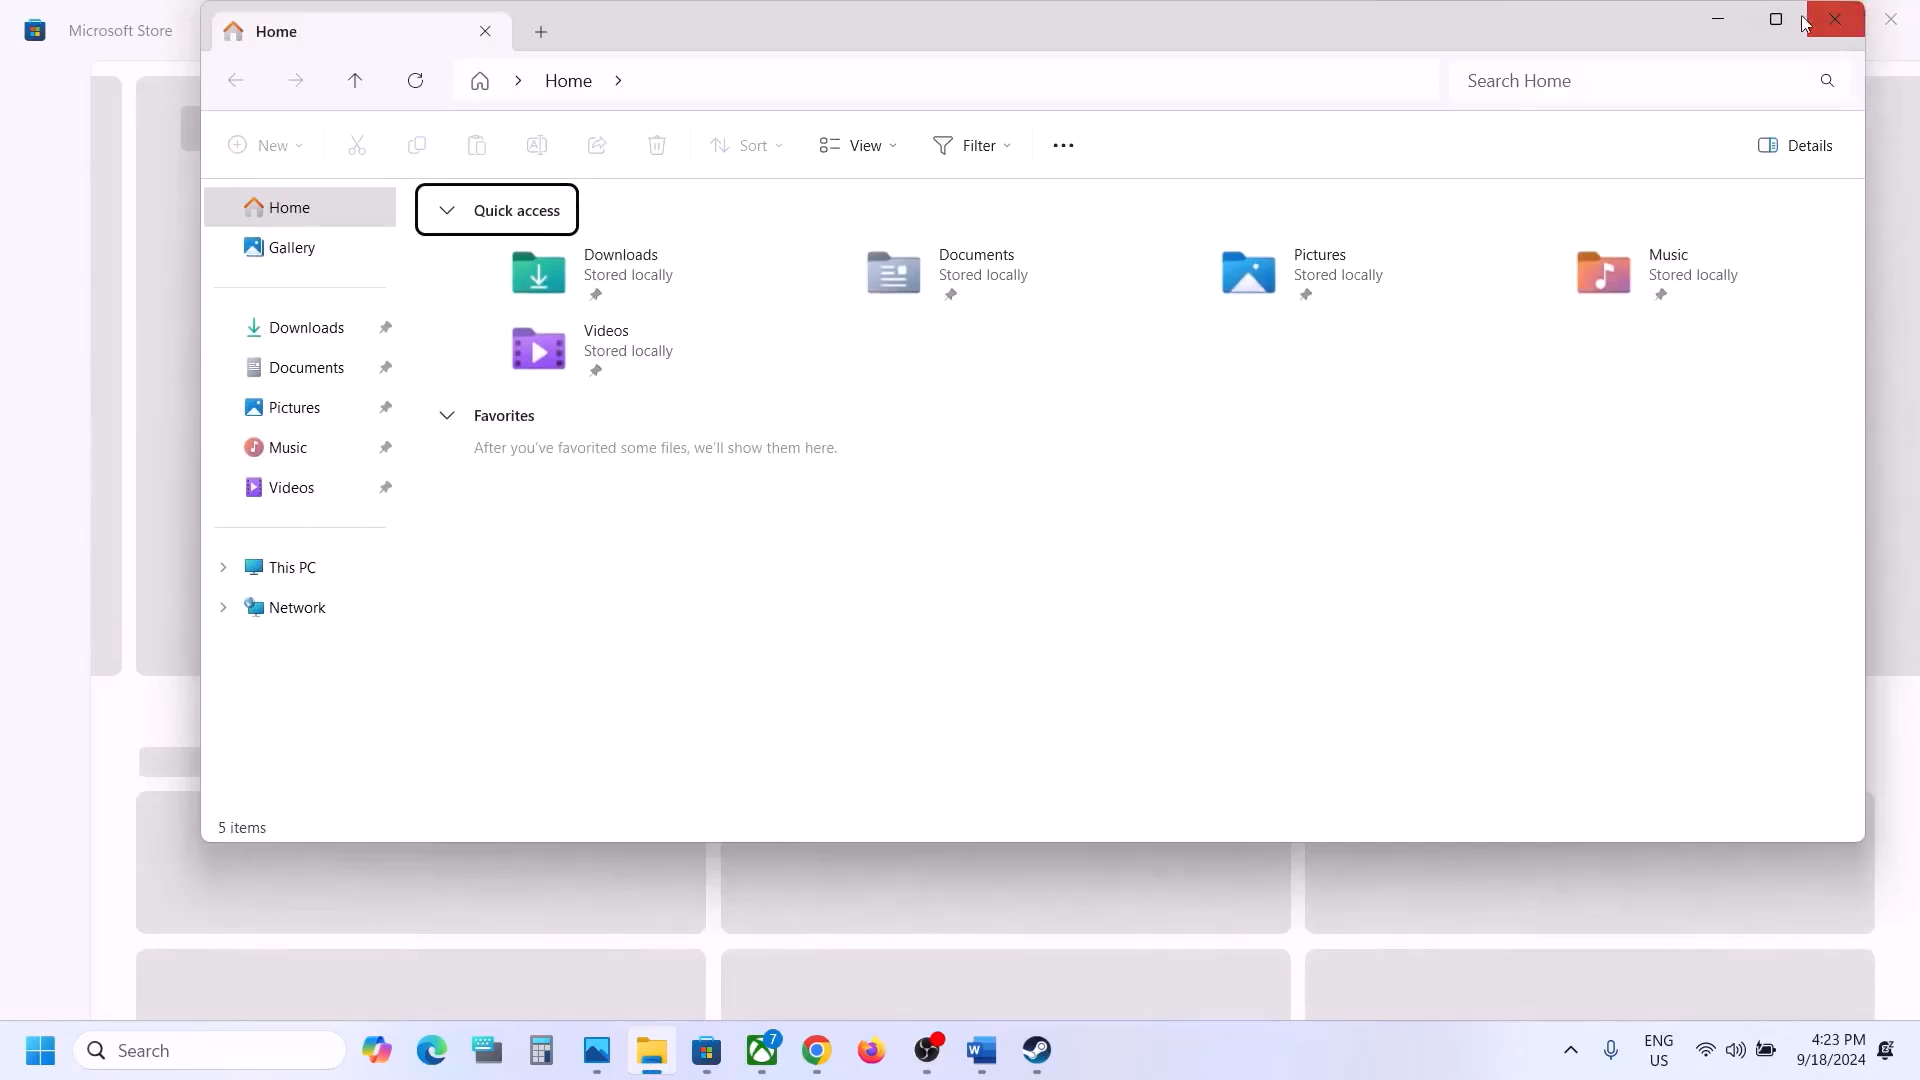 Microsoft Store
Home
Home
Search Home
New
Sort
View
Filter
Details
Home
Gallery
Downloads
Documents
Pictures
Music
Videos
This PC
Network
Quick access
Downloads
Stored locally
Documents
Stored locally
Pictures
Stored locally
Music
Stored locally
Videos
Stored locally
Favorites
After you've favorited some files, we'll show them here.
5 items
Search
7
ENG
US
4:23 PM
9/18/2024